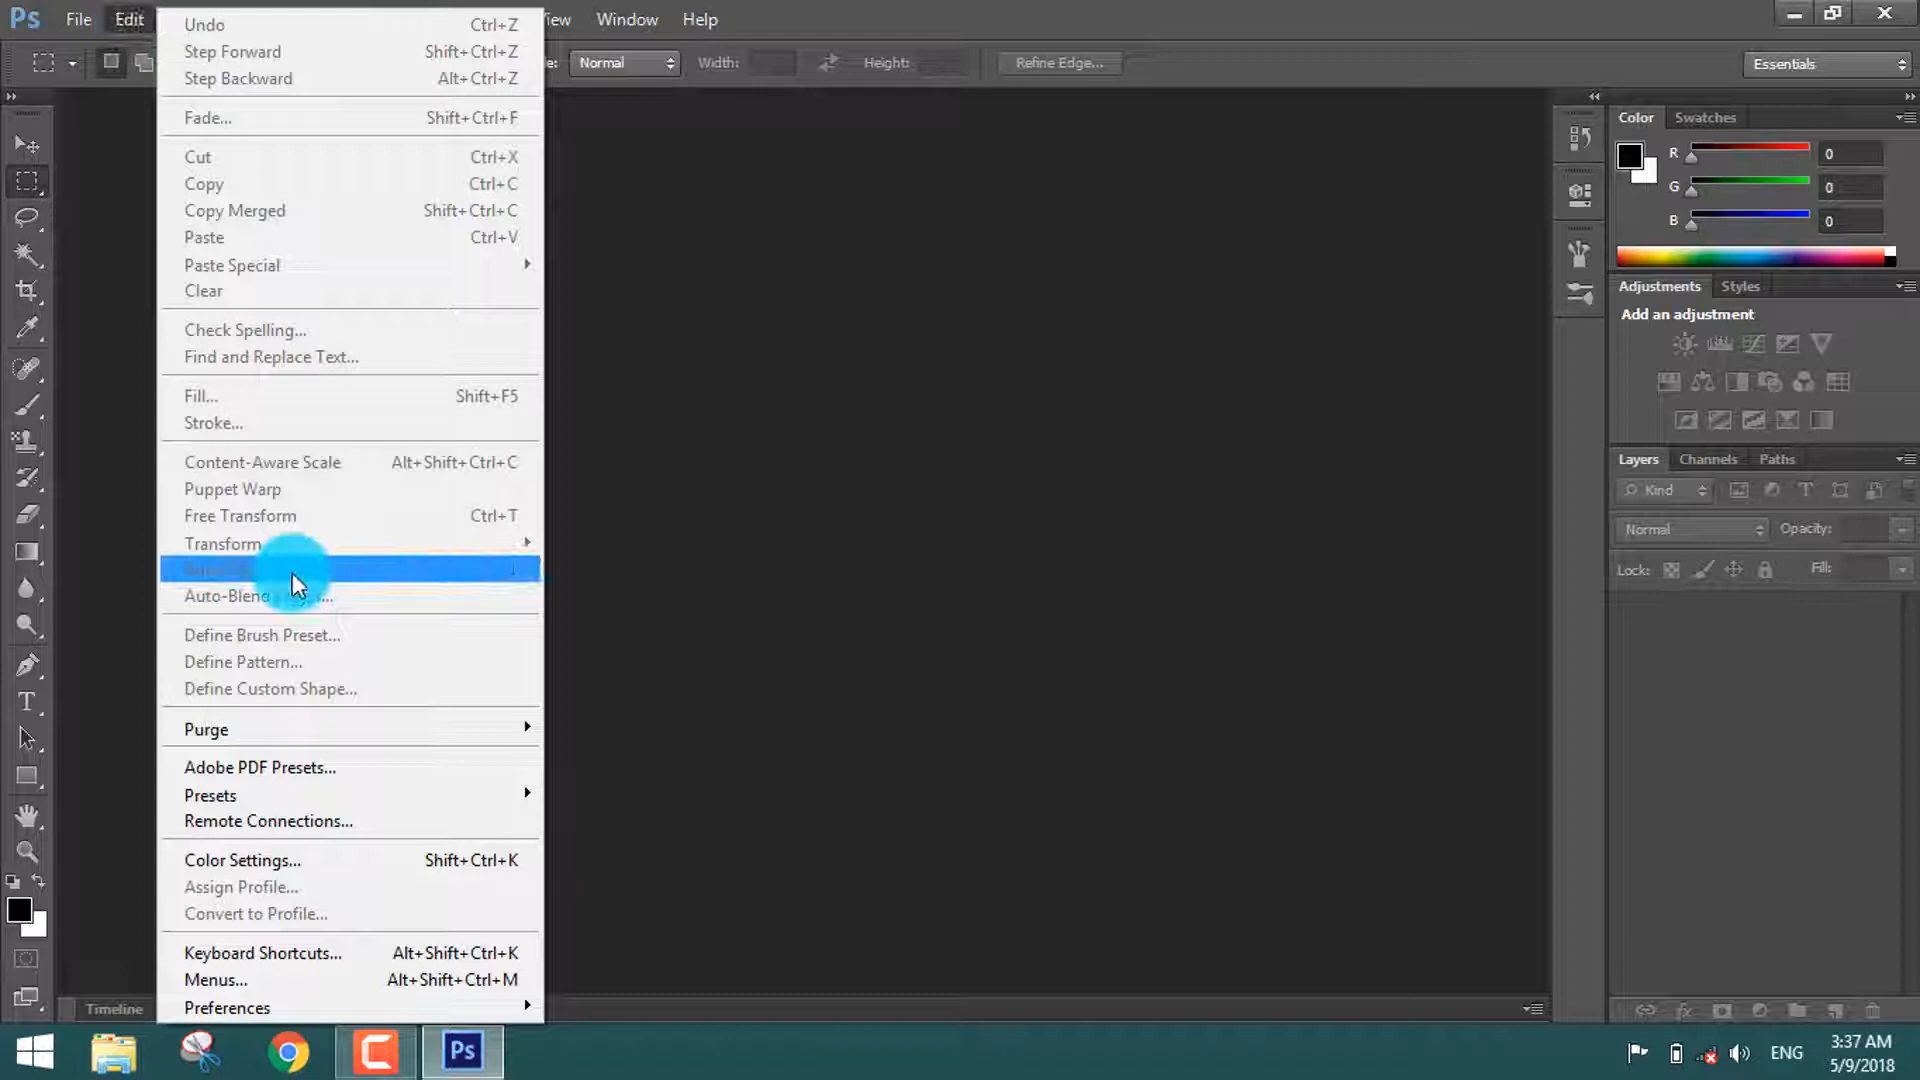 Ps File Edit View Window Help
Normal Width: Height: Refine Edge... Essentials
Undo Ctrl+Z
Step Forward Shift+Ctrl+Z
Step Backward Alt+Ctrl+Z
Fade... Shift+Ctrl+F
Cut Ctrl+X
Copy Ctrl+C
Copy Merged Shift+Ctrl+C
Paste Ctrl+V
Paste Special
Clear
Check Spelling...
Find and Replace Text...
Fill... Shift+F5
Stroke...
Content-Aware Scale Alt+Shift+Ctrl+C
Puppet Warp
Free Transform Ctrl+T
Transform
Auto-Blend
Define Brush Preset...
Define Pattern...
Define Custom Shape...
Purge
Adobe PDF Presets...
Presets
Remote Connections...
Color Settings... Shift+Ctrl+K
Assign Profile...
Convert to Profile...
Keyboard Shortcuts... Alt+Shift+Ctrl+K
Menus... Alt+Shift+Ctrl+M
Preferences
Timeline
Color Swatches
R 0
G 0
B 0
Adjustments Styles
Add an adjustment
Layers Channels Paths
Kind
Normal Opacity:
Lock: Fill:
Ps
ENG
3:37 AM
5/9/2018